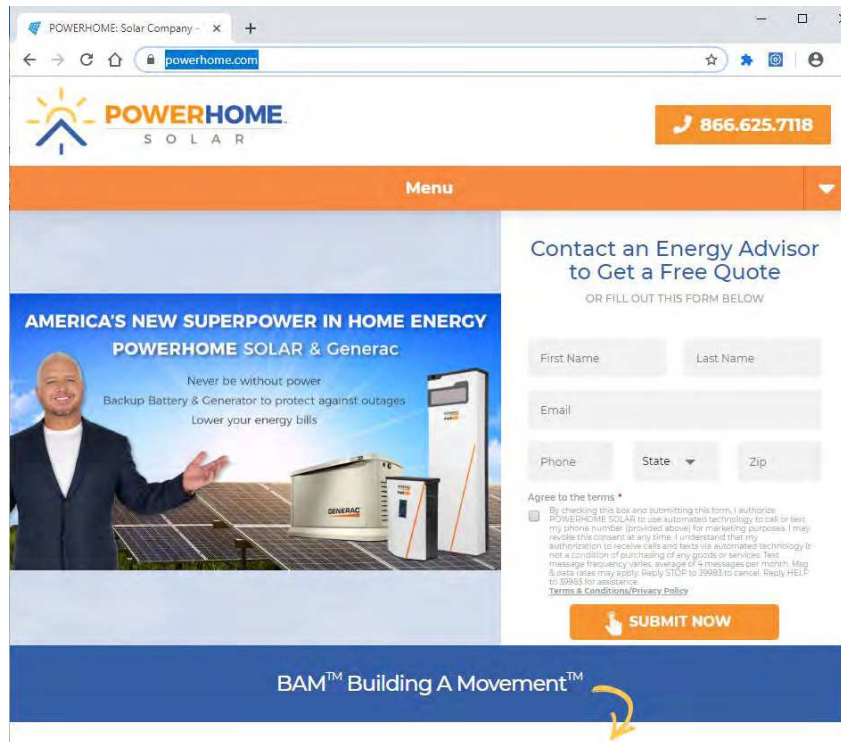 POWERHOME: Solar Company -
powerhome.com
POWERHOME
SOLAR
866.625.7118
Menu
AMERICA'S NEW SUPERPOWER IN HOME ENERGY
POWERHOME SOLAR & Generac
Never be without power
Backup Battery & Generator to protect against outages
Lower your energy bills
GENERAC
Contact an Energy Advisor
to Get a Free Quote
OR FILL OUT THIS FORM BELOW
First Name
Last Name
Email
Phone
State
Zip
Agree to the terms *
By checking this box and submitting this form, I authorize
POWERHOME SOLAR to use automated technology to call or text
my phone number (provided above) for marketing purposes. I may
revoke this consent at any time. I understand that my
authorization to receive calls and texts via automated technology is
not a condition of purchasing of any goods or services. Text
message frequency varies, average of 4 messages per month. Msg
& data rates may apply. Reply STOP to 39983 to cancel. Reply HELP
to 39983 for assistance.
Terms & Conditions/Privacy Policy
SUBMIT NOW
BAM™ Building A Movement™